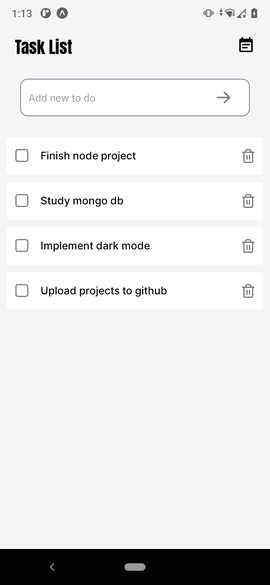 1:13
Task List
Add new to do
Finish node project
Study mongo db
Implement dark mode
Upload projects to github